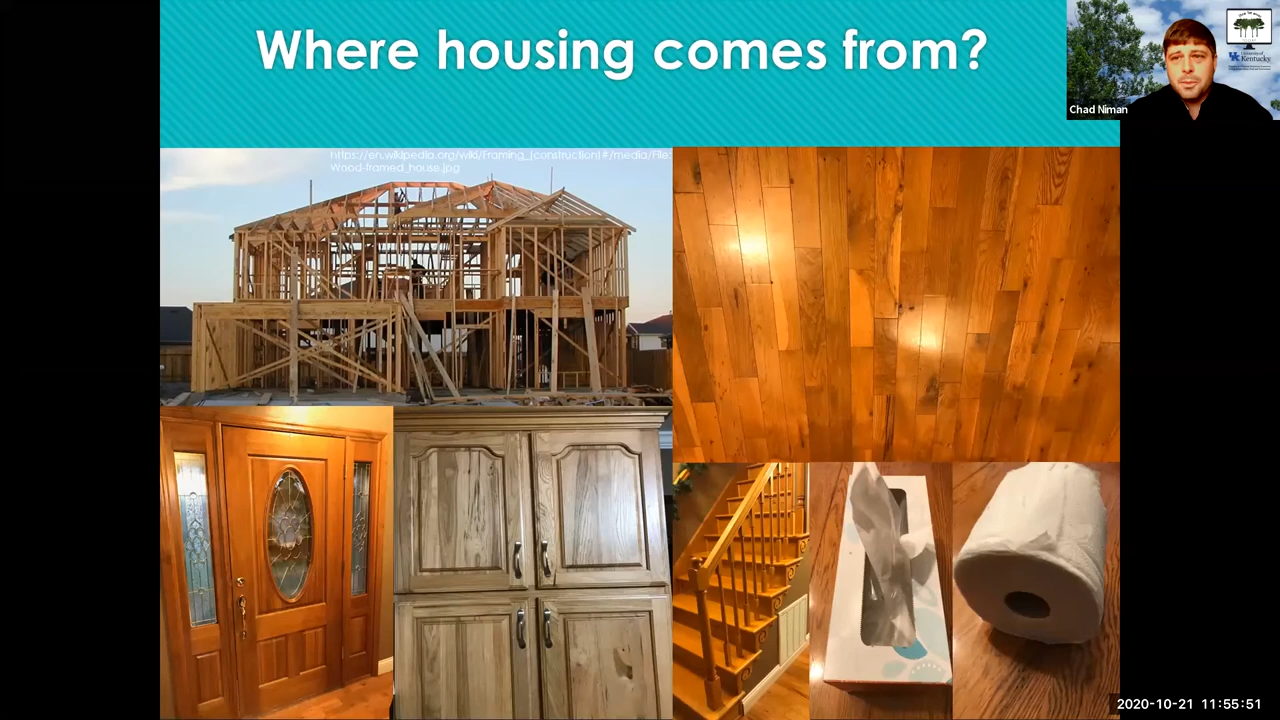 Where housing comes from?
https://en.wikipedia.org/wiki/Framing_(construction)#/media/File:
Wood-framed_house.jpg
Kentucky
Chad Niman
2020-10-21 11:55:51